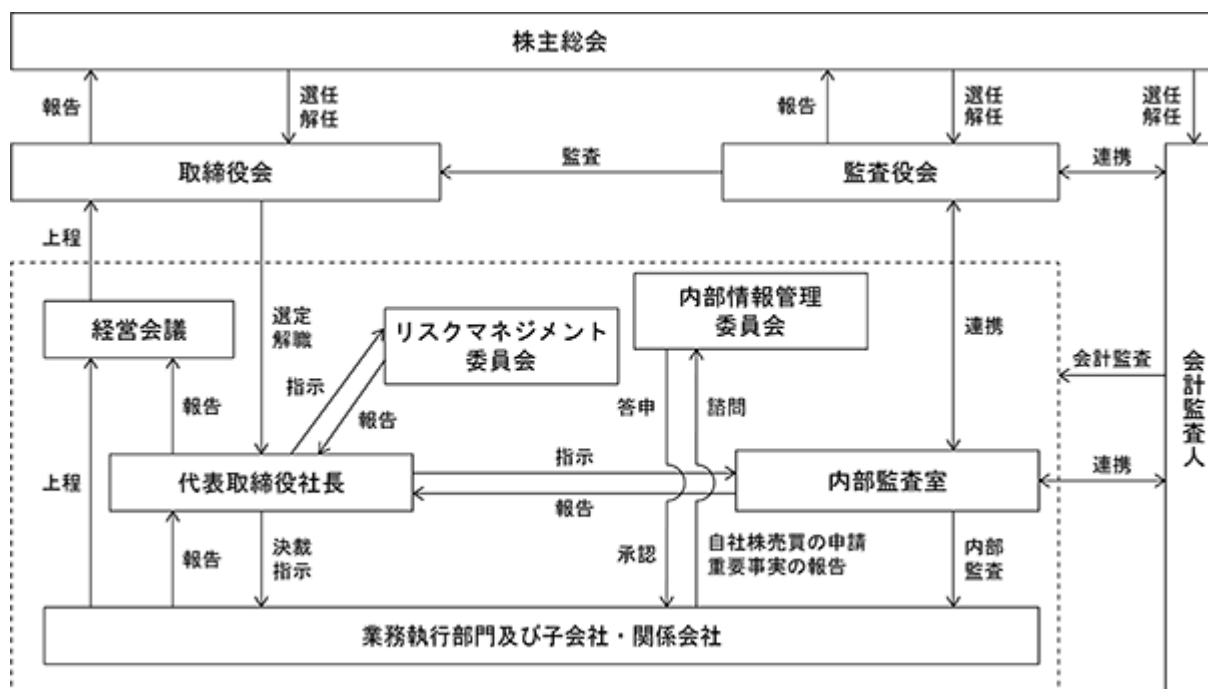 株主総会
報告
選任
解任
報告
選任
解任
選任
解任
取締役会
監査
監査役会
連携
上程
経営会議
選定
解職
リスクマネジメント
委員会
内部情報管理
委員会
連携
会計監査
会計監査人
指示
報告
報告
答申
諮問
上程
代表取締役社長
指示
報告
内部監査室
連携
報告
決裁
指示
承認
自社株売買の申請
重要事実の報告
内部
監査
業務執行部門及び子会社・関係会社